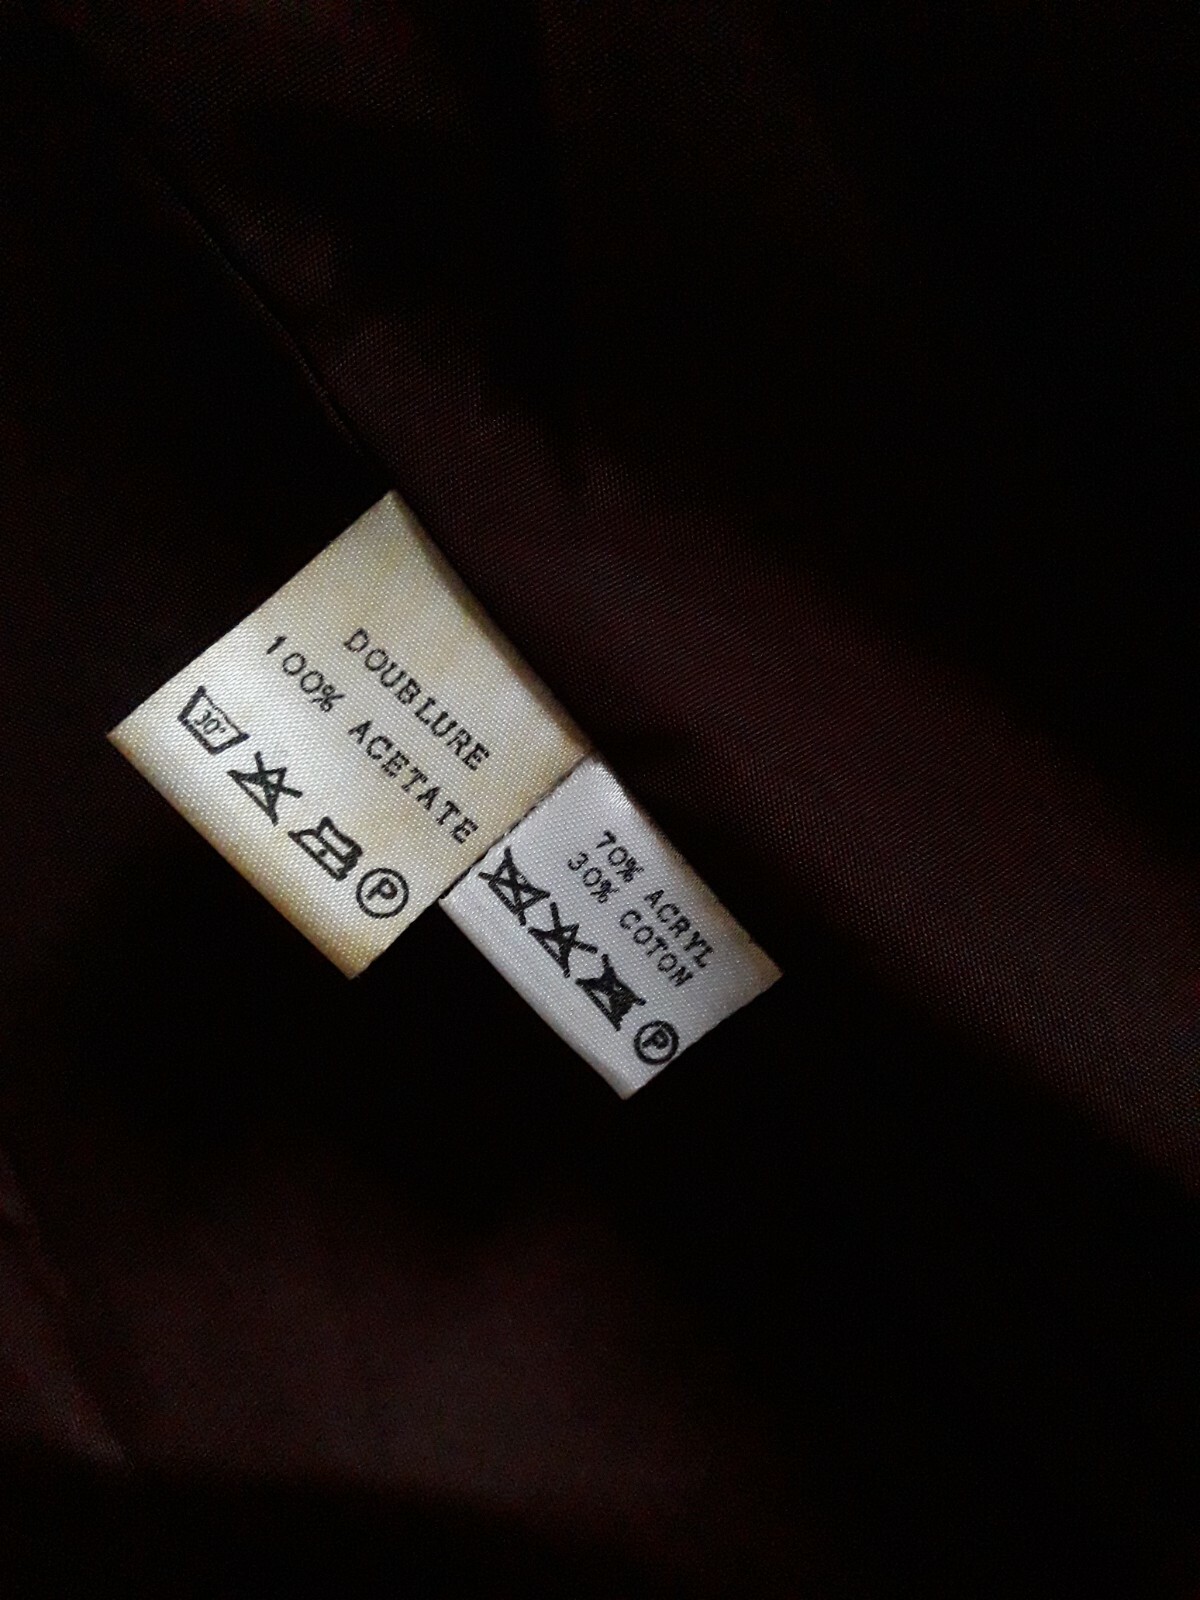 DOUBLURE
100% ACETATE
30°
P
70% ACRYL
30% COTON
P